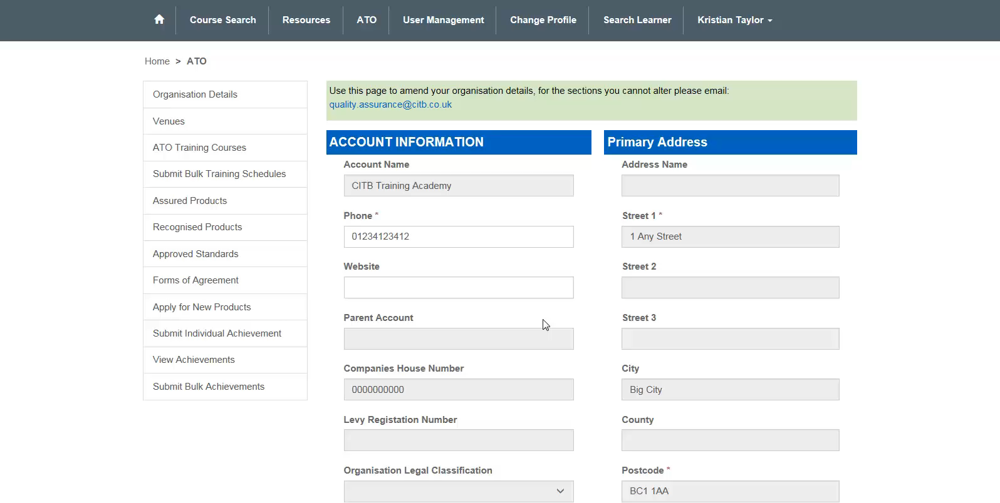 Course Search
Resources
ATO
User Management
Change Profile
Search Learner
Kristian Taylor
Home > ATO
Organisation Details
Venues
ATO Training Courses
Submit Bulk Training Schedules
Assured Products
Recognised Products
Approved Standards
Forms of Agreement
Apply for New Products
Submit Individual Achievement
View Achievements
Submit Bulk Achievements
Use this page to amend your organisation details, for the sections you cannot alter please email:
quality.assurance@citb.co.uk
ACCOUNT INFORMATION
Account Name
CITB Training Academy
Phone *
01234123412
Website
Parent Account
Companies House Number
0000000000
Levy Registation Number
Organisation Legal Classification
Primary Address
Address Name
Street 1 *
1 Any Street
Street 2
Street 3
City
Big City
County
Postcode *
BC1 1AA